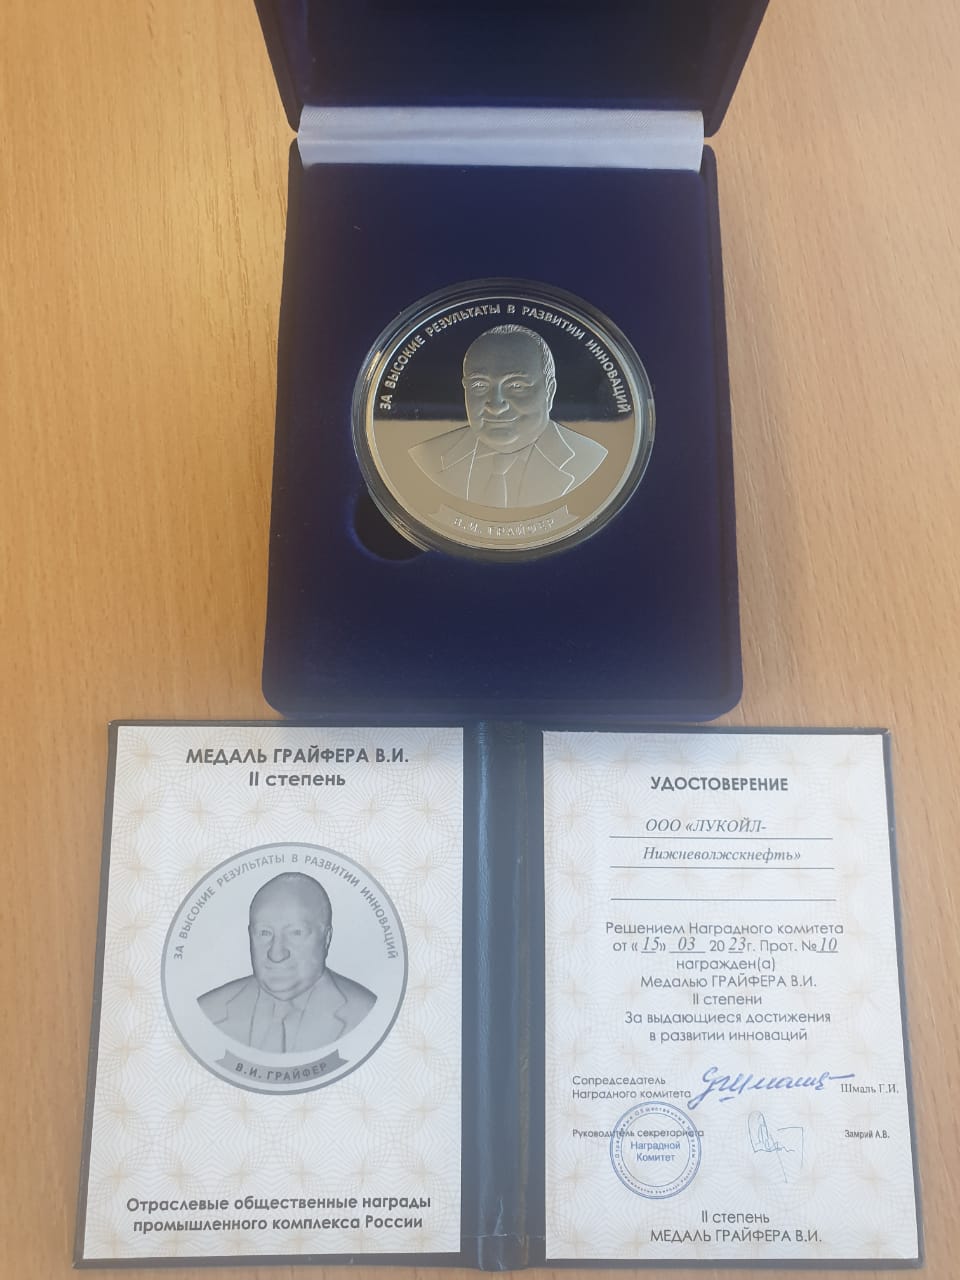 ЗА ВЫСОКИЕ РЕЗУЛЬТАТЫ В РАЗВИТИИ ИННОВАЦИЙ
В.И. ГРАЙФЕР
МЕДАЛЬ ГРАЙФЕРА В.И.
II степень
ЗА ВЫСОКИЕ РЕЗУЛЬТАТЫ В РАЗВИТИИ ИННОВАЦИЙ
В.И. ГРАЙФЕР
Отраслевые общественные награды
промышленного комплекса России
УДОСТОВЕРЕНИЕ
ООО «ЛУКОЙЛ-
Нижневолжскнефть»
Решением Наградного комитета
от «15» 03 2023г. Прот. №10
награжден(а)
Медалью ГРАЙФЕРА В.И.
II степени
За выдающиеся достижения
в развитии инноваций
Сопредседатель
Наградного комитета
Шмаль Г.И.
Руководитель секретариата
Замрий А.В.
Наградной
Комитет
II степень
МЕДАЛЬ ГРАЙФЕРА В.И.